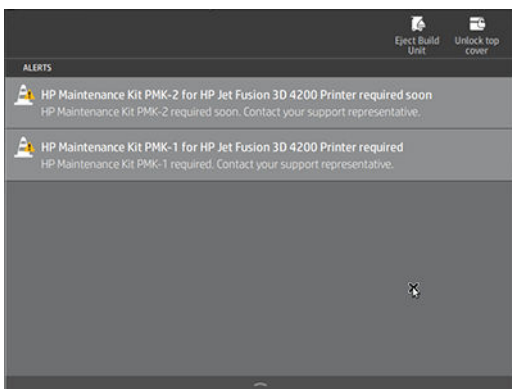 Eject Build
Unit
Unlock top
cover
ALERTS
HP Maintenance Kit PMK-2 for HP Jet Fusion 3D 4200 Printer required soon
HP Maintenance Kit PMK-2 required soon. Contact your support representative.
HP Maintenance Kit PMK-1 for HP Jet Fusion 3D 4200 Printer required
HP Maintenance Kit PMK-1 required. Contact your support representative.